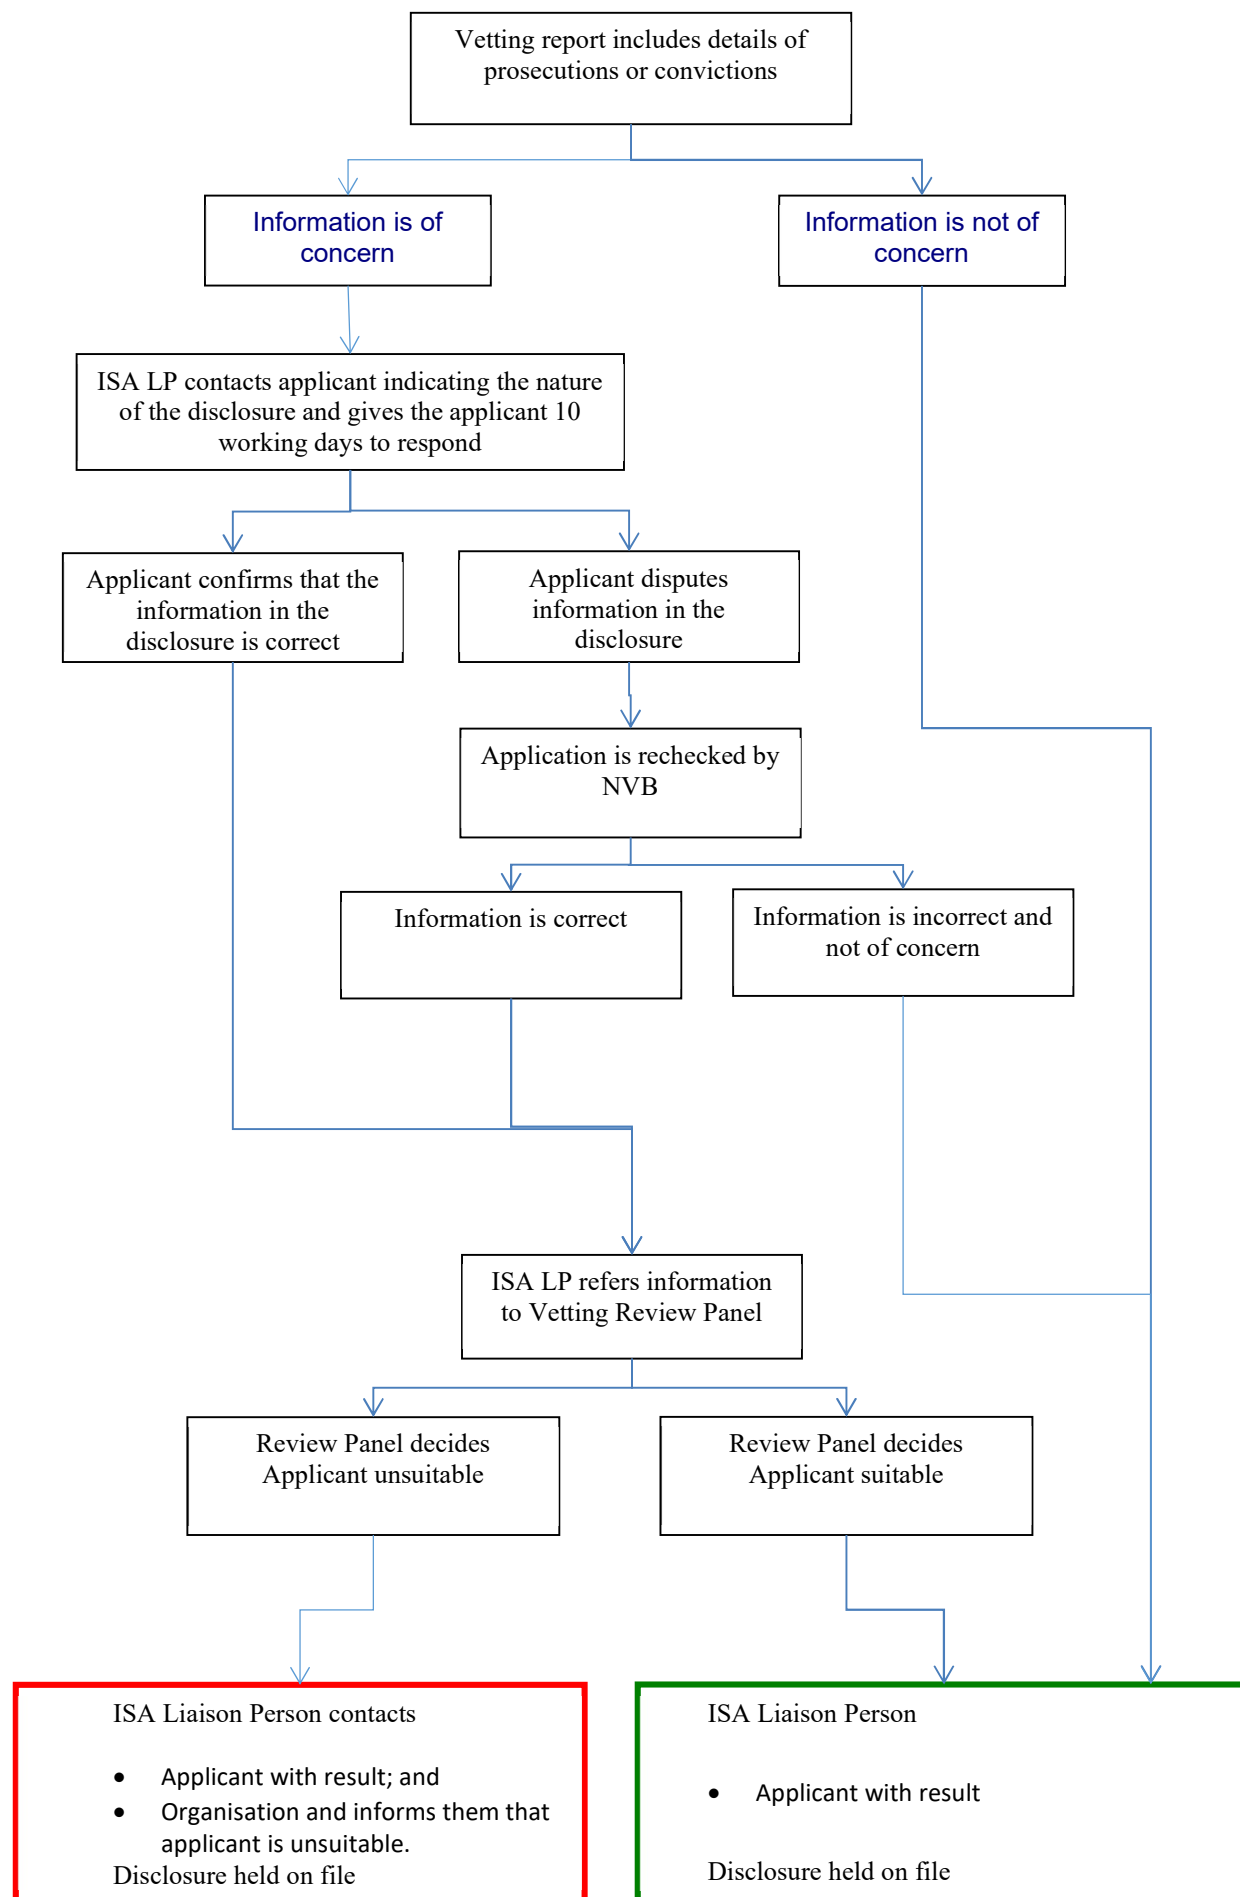 Vetting report includes details of
prosecutions or convictions
Information is of
concern
Information is not of
concern
ISA LP contacts applicant indicating the nature
of the disclosure and gives the applicant 10
working days to respond
Applicant confirms that the
information in the
disclosure is correct
Applicant disputes
information in the
disclosure
Application is rechecked by
NVB
Information is correct
Information is incorrect and
not of concern
ISA LP refers information
to Vetting Review Panel
Review Panel decides
Applicant unsuitable
Review Panel decides
Applicant suitable
ISA Liaison Person contacts
• Applicant with result; and
• Organisation and informs them that
applicant is unsuitable.
Disclosure held on file
ISA Liaison Person
• Applicant with result
Disclosure held on file